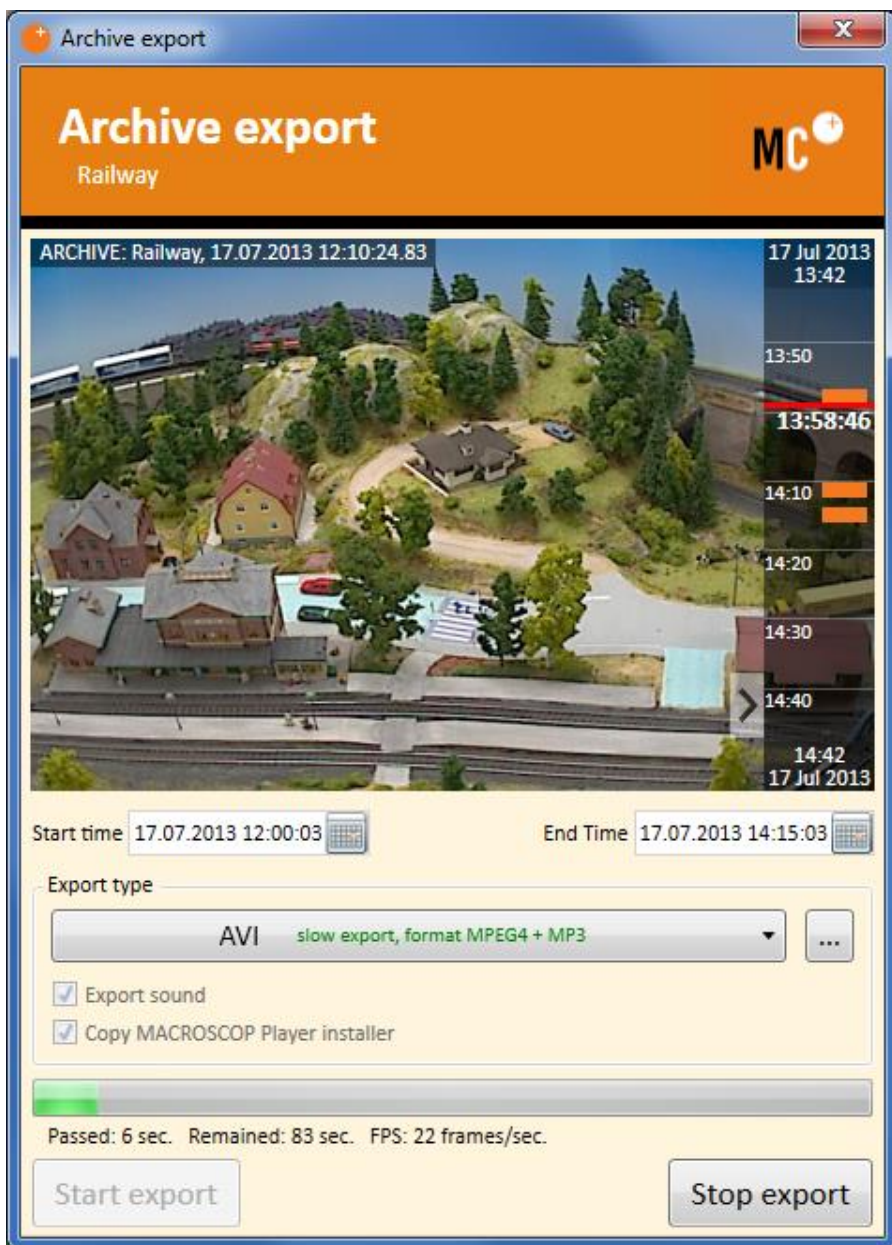 Archive export
Archive export
Railway
MC
ARCHIVE: Railway, 17.07.2013 12:10:24.83
17 Jul 2013
13:42
13:50
13:58:46
14:10
14:20
14:30
14:40
14:42
17 Jul 2013
Start time 17.07.2013 12:00:03 End Time 17.07.2013 14:15:03
Export type
AVI slow export, format MPEG4 + MP3 ...
Export sound
Copy MACROSCOP Player installer
Passed: 6 sec. Remained: 83 sec. FPS: 22 frames/sec.
Start export Stop export